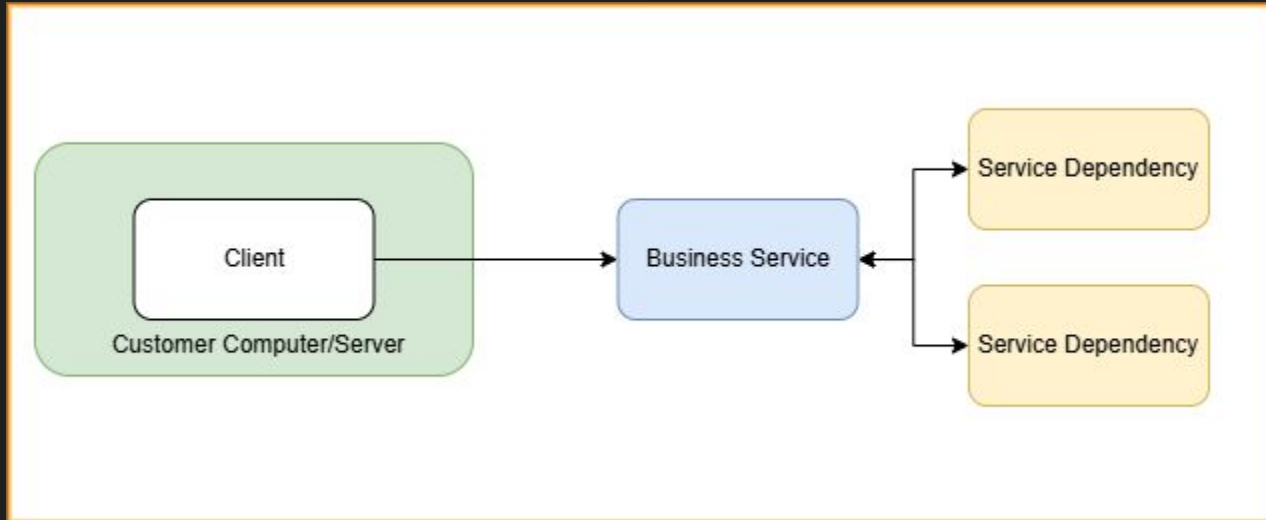 Client
Customer Computer/Server
Business Service
Service Dependency
Service Dependency